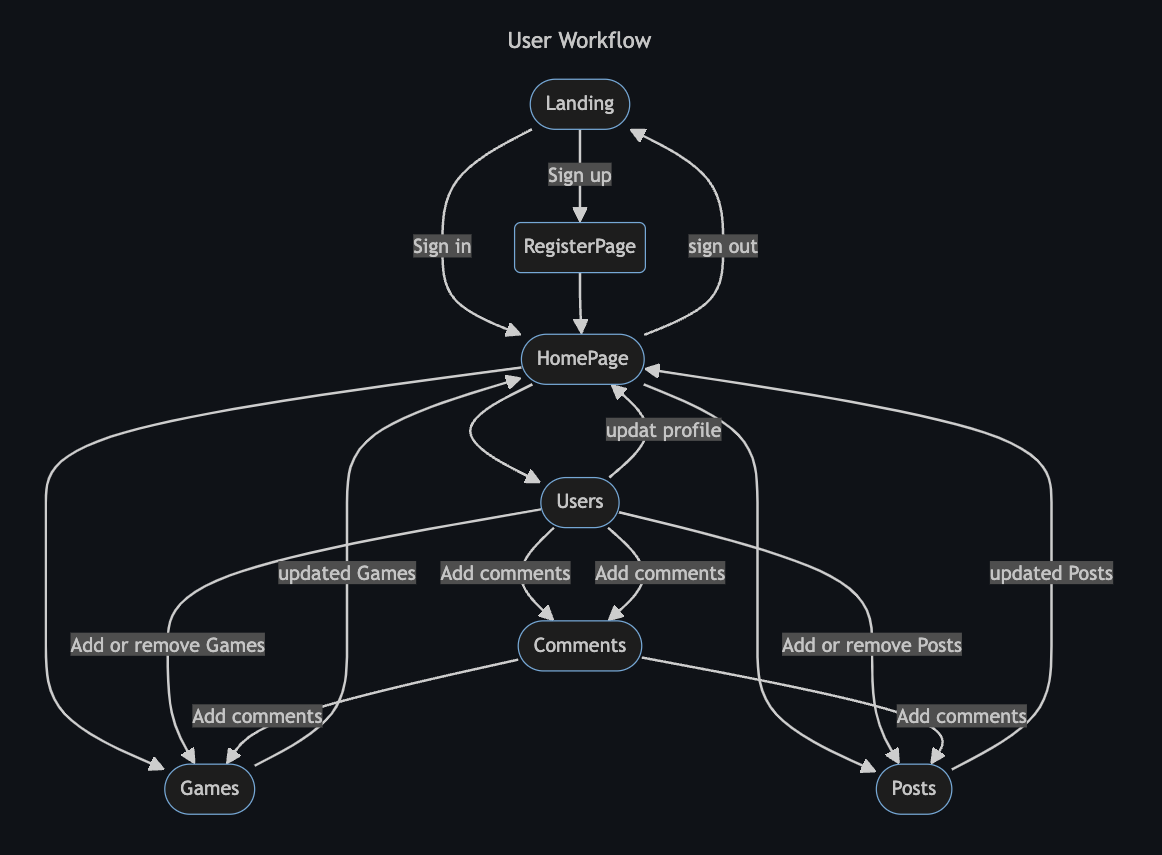 User Workflow
Landing
Sign up
Sign in
RegisterPage
sign out
HomePage
updat profile
Users
updated Games
Add comments
Add comments
updated Posts
Add or remove Games
Comments
Add or remove Posts
Add comments
Add comments
Games
Posts